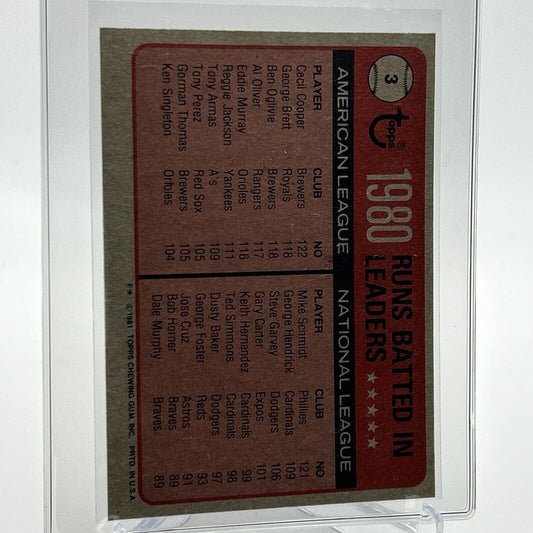 3
topps®
1980 RUNS BATTED IN
LEADERS ★★★★★
AMERICAN LEAGUE
PLAYER CLUB NO
Cecil Cooper Brewers 122
George Brett Royals 118
Ben Oglivie Brewers 118
Al Oliver Rangers 117
Eddie Murray Orioles 116
Reggie Jackson Yankees 111
Tony Armas A's 109
Tony Perez Red Sox 105
Gorman Thomas Brewers 105
Ken Singleton Orioles 104
NATIONAL LEAGUE
PLAYER CLUB NO
Mike Schmidt Phillies 121
George Hendrick Cardinals 109
Steve Garvey Dodgers 106
Gary Carter Expos 101
Keith Hernandez Cardinals 99
Ted Simmons Cardinals 98
Dusty Baker Dodgers 97
George Foster Reds 93
Jose Cruz Astros 91
Bob Horner Braves 89
Dale Murphy Braves 89
F* © 1981 TOPPS CHEWING GUM, INC. PRTD. IN U.S.A.